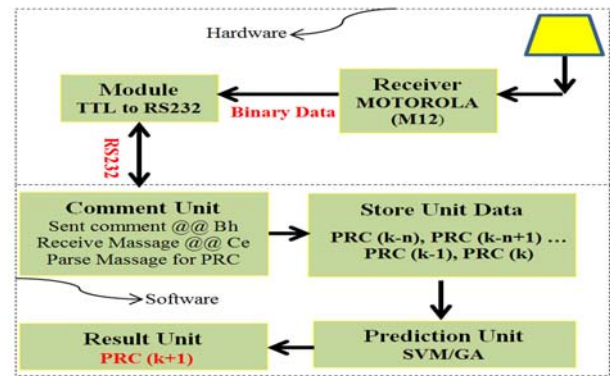 Hardware
Module
TTL to RS232
Receiver
MOTOROLA
(M12)
Binary Data
RS232
Comment Unit
Sent comment @@ Bh
Receive Massage @@ Ce
Parse Massage for PRC
Store Unit Data
PRC (k-n), PRC (k-n+1) ...
PRC (k-1), PRC (k)
Software
Result Unit
PRC (k+1)
Prediction Unit
SVM/GA